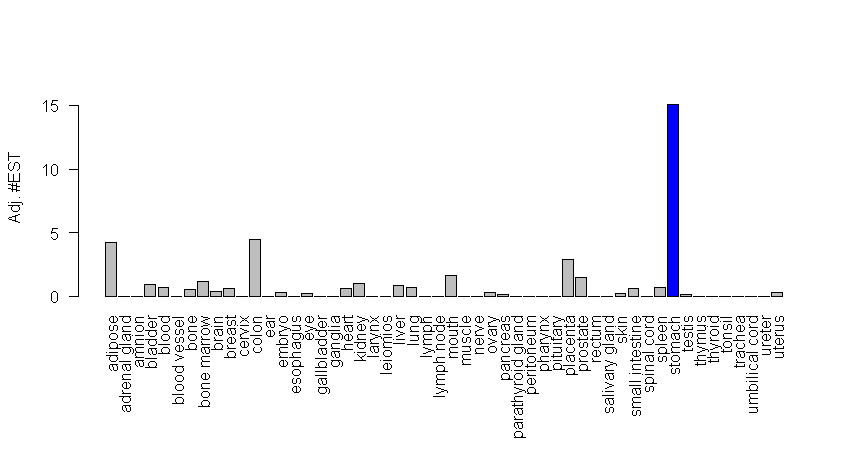 Adj. #EST
15
10
5
0
adipose
adrenal gland
amnion
bladder
blood
blood vessel
bone
bone marrow
brain
breast
cervix
colon
ear
embryo
esophagus
eye
gallbladder
ganglia
heart
kidney
larynx
leiomios
liver
lung
lymph
lymph node
mouth
muscle
nerve
ovary
pancreas
parathyroid gland
peritoneum
pharynx
pituitary
placenta
prostate
rectum
salivary gland
skin
small intestine
spinal cord
spleen
stomach
testis
thymus
thyroid
tonsil
trachea
umbilical cord
ureter
uterus